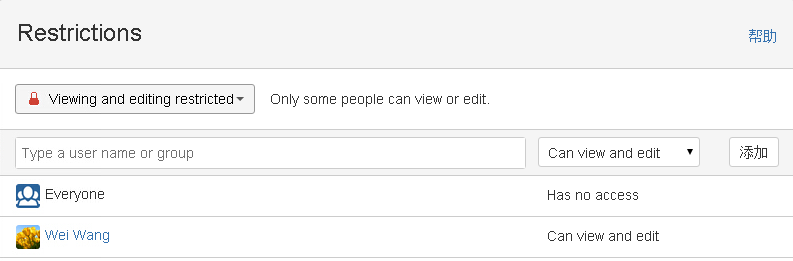 Restrictions
帮助
Viewing and editing restricted
Only some people can view or edit.
Type a user name or group
Can view and edit
添加
Everyone
Has no access
Wei Wang
Can view and edit